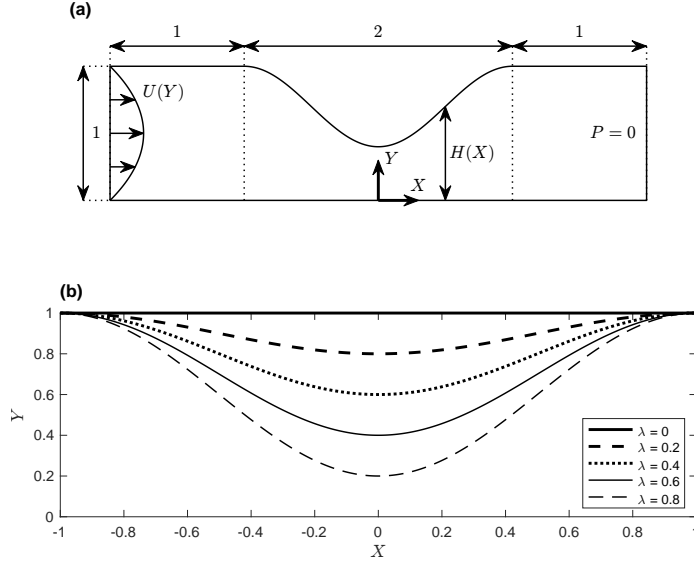 (a)
1 2 1
U(Y)
1
P = 0
H(X)
Y
X
(b)
1
0.8
0.6
0.4
0.2
0
Y
λ = 0
λ = 0.2
λ = 0.4
λ = 0.6
λ = 0.8
-1 -0.8 -0.6 -0.4 -0.2 0 0.2 0.4 0.6 0.8 1
X